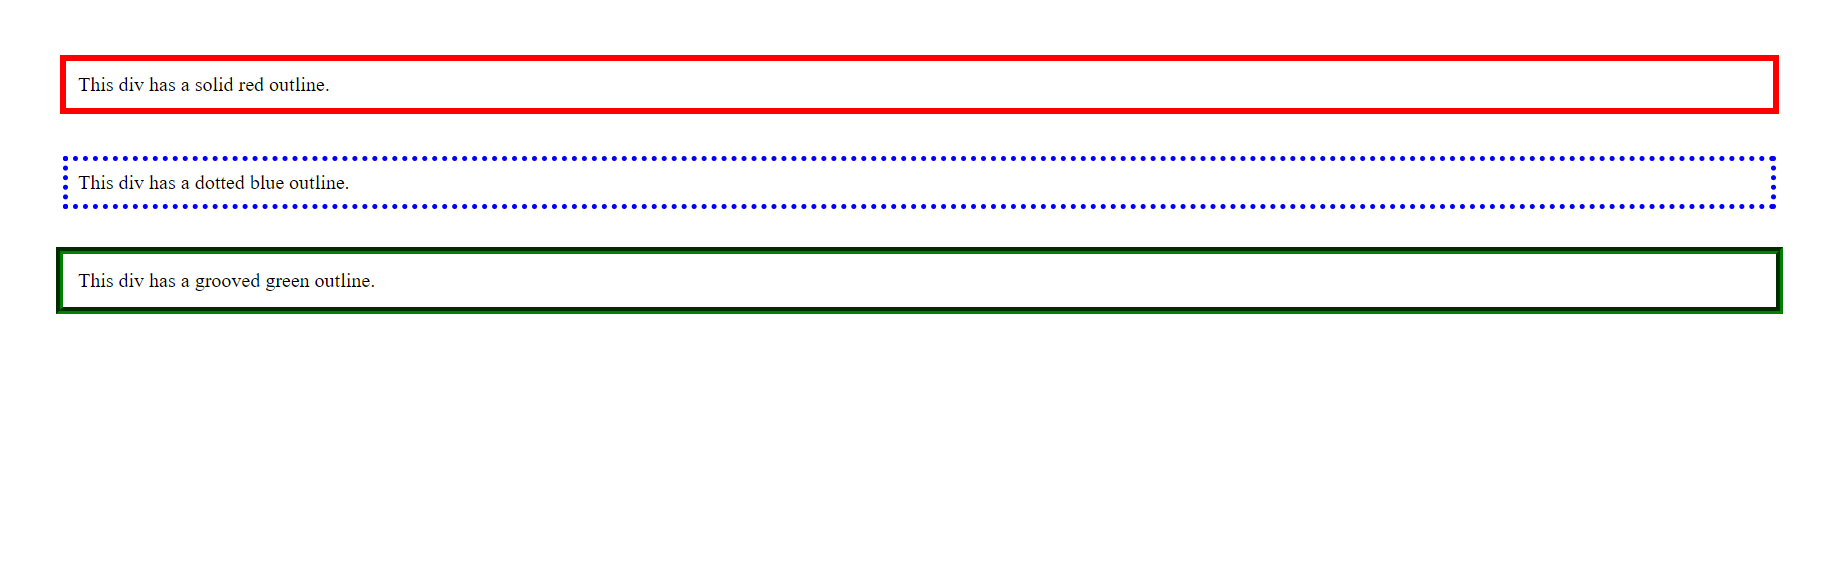 This div has a solid red outline.
This div has a dotted blue outline.
This div has a grooved green outline.